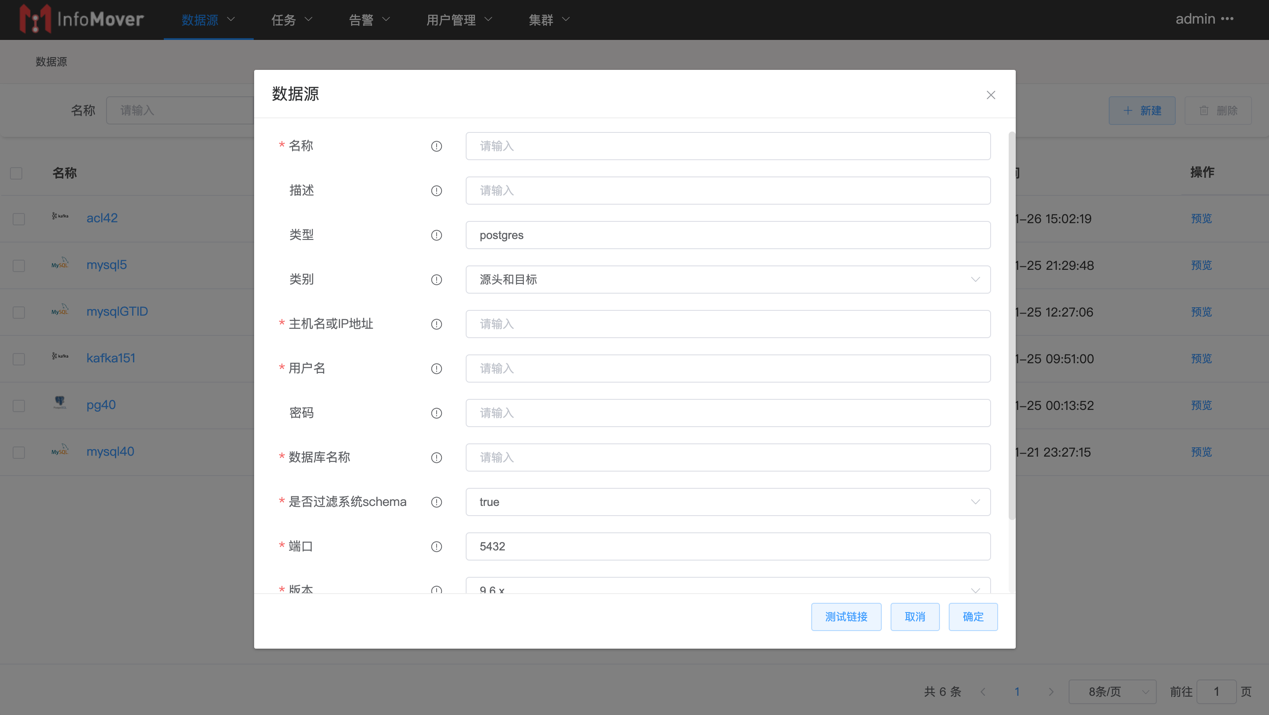 InfoMover 数据源 任务 告警 用户管理 集群 admin
数据源
名称 请输入 新建 删除
数据源
名称 操作
* 名称 请输入
描述 请输入
acl42 1-26 15:02:19 预览
类型 postgres
mysql5 1-25 21:29:48 预览
类别 源头和目标
mysqlGTID 1-25 12:27:06 预览
* 主机名或IP地址 请输入
kafka151 1-25 09:51:00 预览
* 用户名 请输入
pg40 1-25 00:13:52 预览
密码 请输入
mysql40 1-21 23:27:15 预览
* 数据库名称 请输入
* 是否过滤系统schema true
* 端口 5432
* 版本 9.6.x
测试链接 取消 确定
共 6 条 1 8条/页 前往 1 页